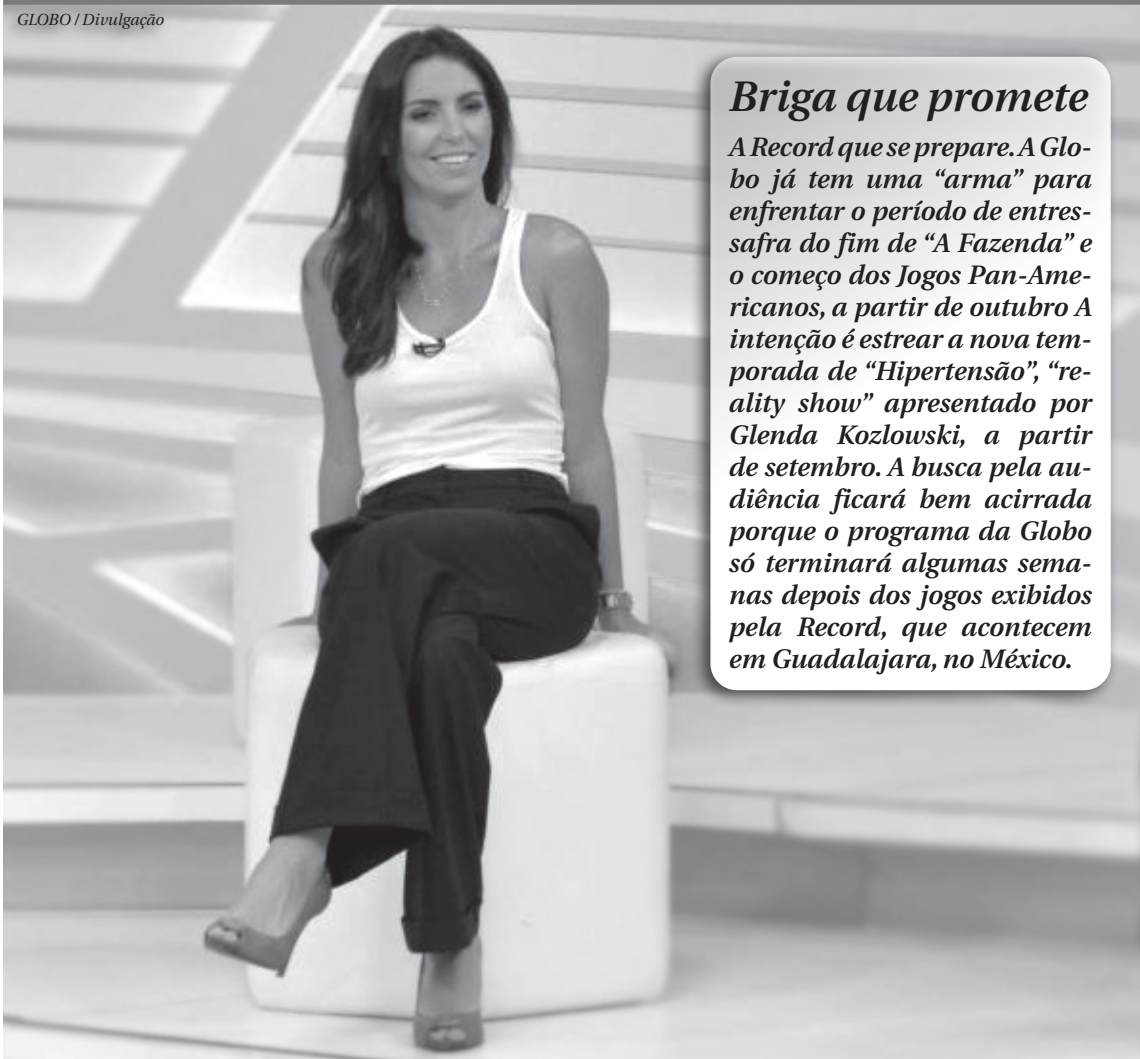 GLOBO / Divulgação
Briga que promete
A Record que se prepare. A Glo-
bo já tem uma “arma” para
enfrentar o período de entres-
safra do fim de “A Fazenda” e
o começo dos Jogos Pan-Ame-
ricanos, a partir de outubro A
intenção é estrear a nova tem-
porada de “Hipertensão”, “re-
ality show” apresentado por
Glenda Kozlowski, a partir
de setembro. A busca pela au-
diência ficará bem acirrada
porque o programa da Globo
só terminará algumas sema-
nas depois dos jogos exibidos
pela Record, que acontecem
em Guadalajara, no México.